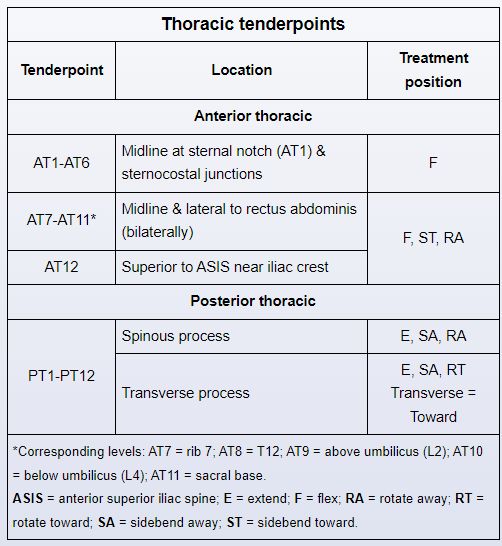 Thoracic tenderpoints
Tenderpoint
Location
Treatment
position
Anterior thoracic
AT1-AT6
Midline at sternal notch (AT1) &
sternocostal junctions
F
AT7-AT11*
Midline & lateral to rectus abdominis
(bilaterally)
F, ST, RA
AT12
Superior to ASIS near iliac crest
Posterior thoracic
PT1-PT12
Spinous process
E, SA, RA
Transverse process
E, SA, RT
Transverse =
Toward
*Corresponding levels: AT7 = rib 7; AT8 = T12; AT9 = above umbilicus (L2); AT10
= below umbilicus (L4); AT11 = sacral base.
ASIS = anterior superior iliac spine; E = extend; F = flex; RA = rotate away; RT =
rotate toward; SA = sidebend away; ST = sidebend toward.